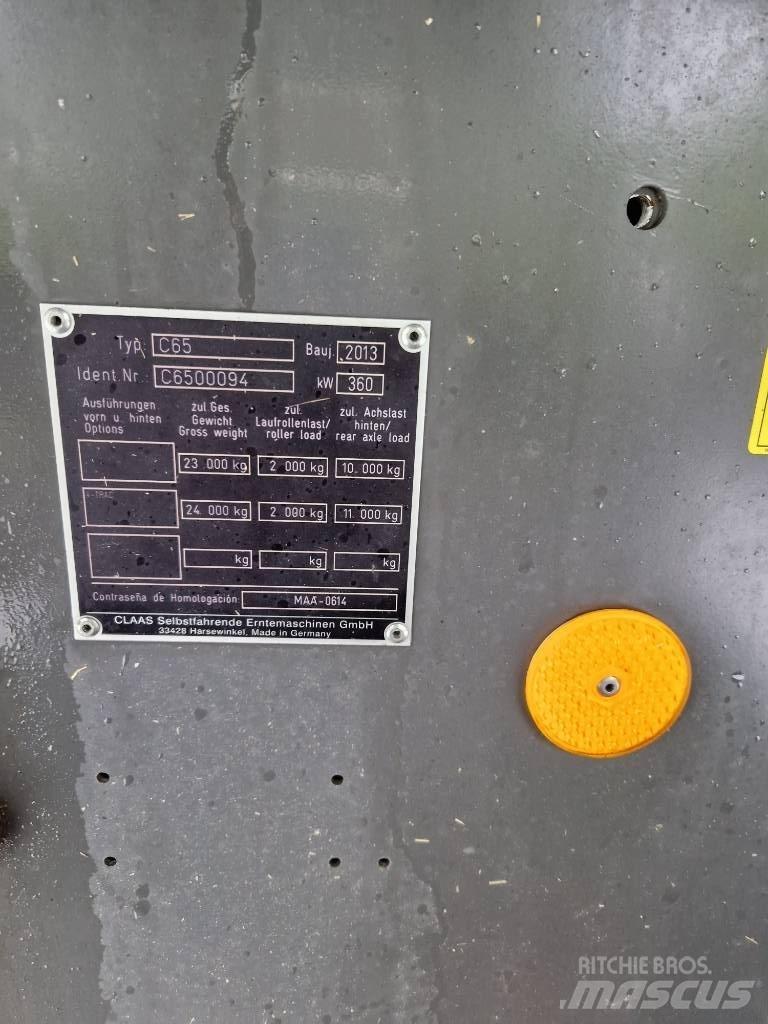 Typ: C65 Bauj. 2013
Ident.Nr.: C6500094 kW 360
Ausführungen vorn u. hinten Options
zul.Ges. Gewicht Gross weight
zul. Laufrollenlast/ roller load
zul. Achslast hinten/ rear axle load
23 000 kg 2 000 kg 10.000 kg
4-TRAC 24 000 kg 2 000 kg 11 000 kg
kg kg kg
Contraseña de Homologación: MAA-0614
CLAAS Selbstfahrende Erntemaschinen GmbH
33428 Harsewinkel, Made in Germany
RITCHIE BROS.
MASCUS